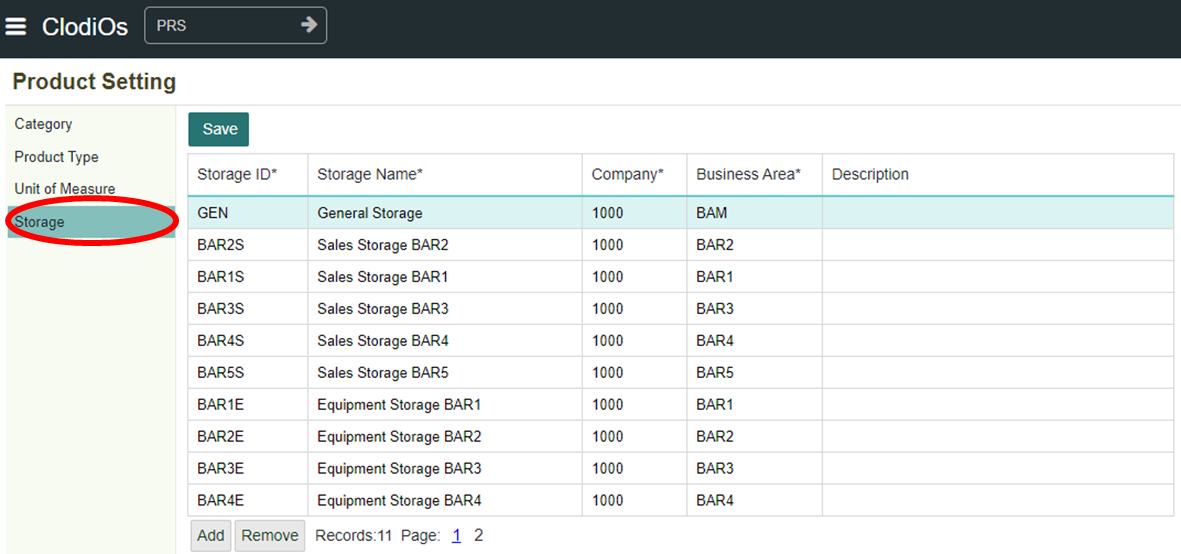 ClodiOs PRS
Product Setting
Category
Product Type
Unit of Measure
Storage
Save
Storage ID* Storage Name* Company* Business Area* Description
GEN General Storage 1000 BAM
BAR2S Sales Storage BAR2 1000 BAR2
BAR1S Sales Storage BAR1 1000 BAR1
BAR3S Sales Storage BAR3 1000 BAR3
BAR4S Sales Storage BAR4 1000 BAR4
BAR5S Sales Storage BAR5 1000 BAR5
BAR1E Equipment Storage BAR1 1000 BAR1
BAR2E Equipment Storage BAR2 1000 BAR2
BAR3E Equipment Storage BAR3 1000 BAR3
BAR4E Equipment Storage BAR4 1000 BAR4
Add Remove Records:11 Page: 1 2